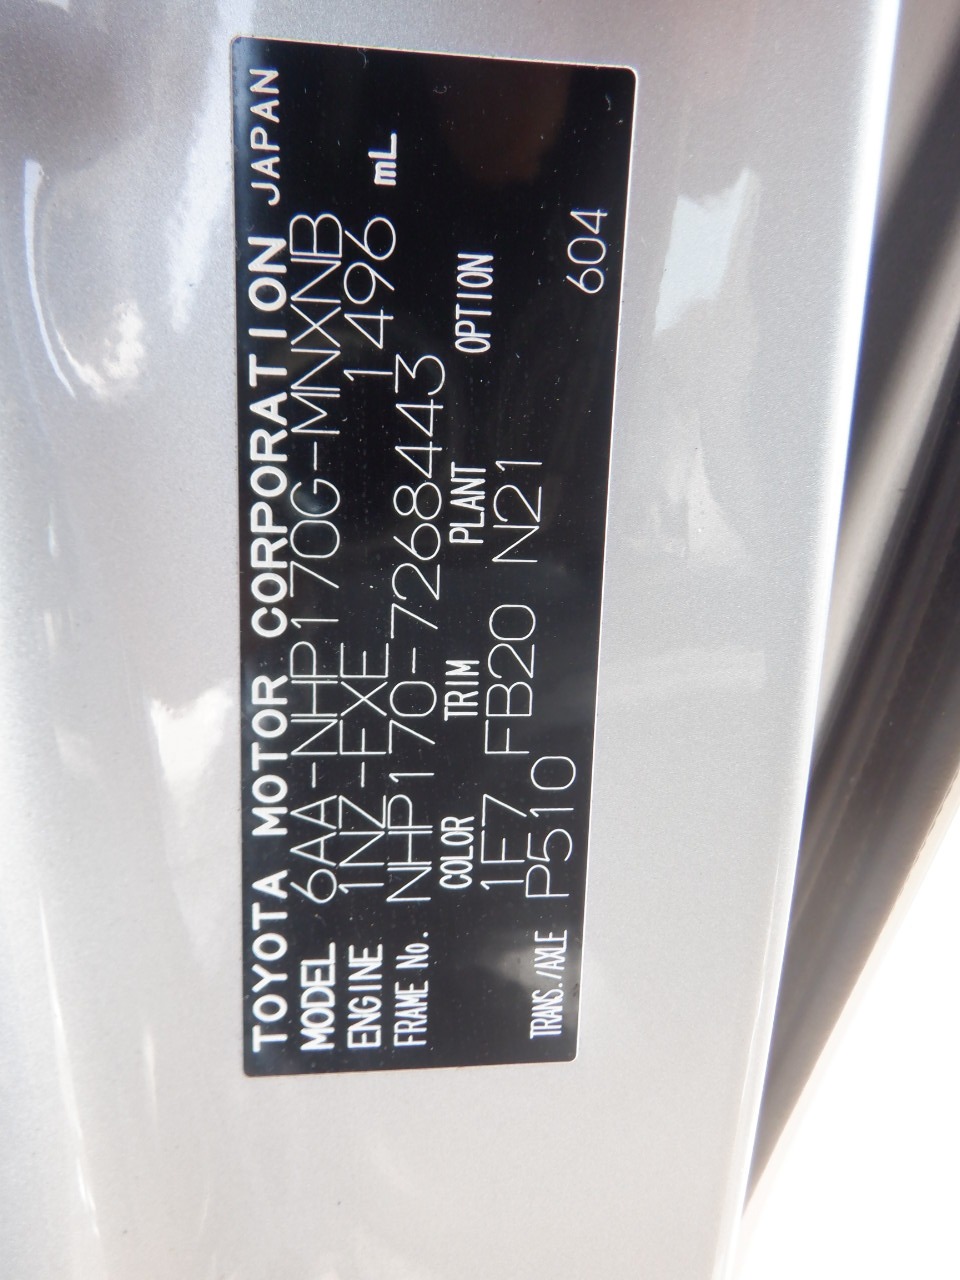 TOYOTA MOTOR CORPORATION JAPAN
MODEL 6AA-NHP170G-MNXNB
ENGINE 1NZ-EXE 1496 mL
FRAME No. NHP170-7268443
COLOR TRIM PLANT OPTION
1F7 FB20 N21
TRANS./AXLE P510
604